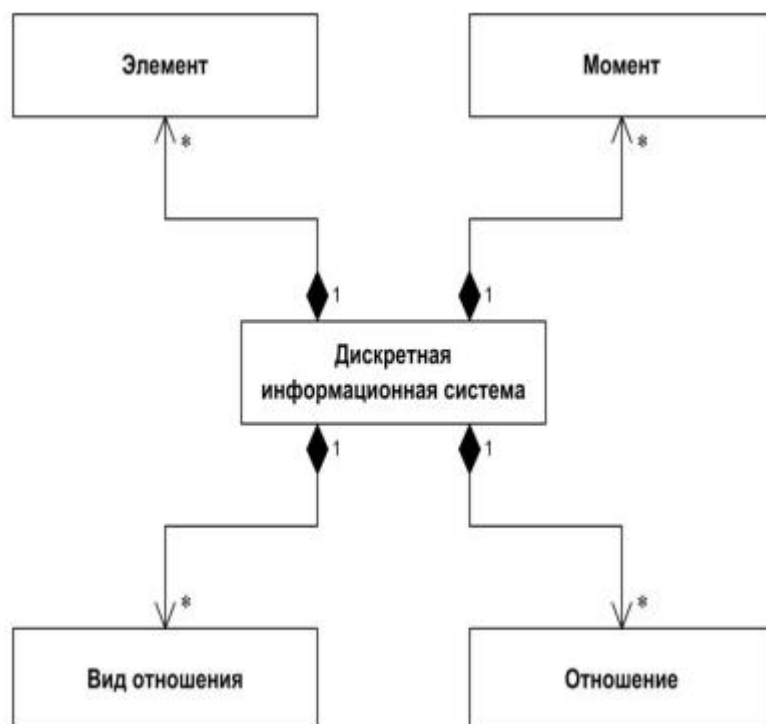 Элемент
Момент
*
*
1
1
Дискретная
информационная система
1
1
*
*
Вид отношения
Отношение